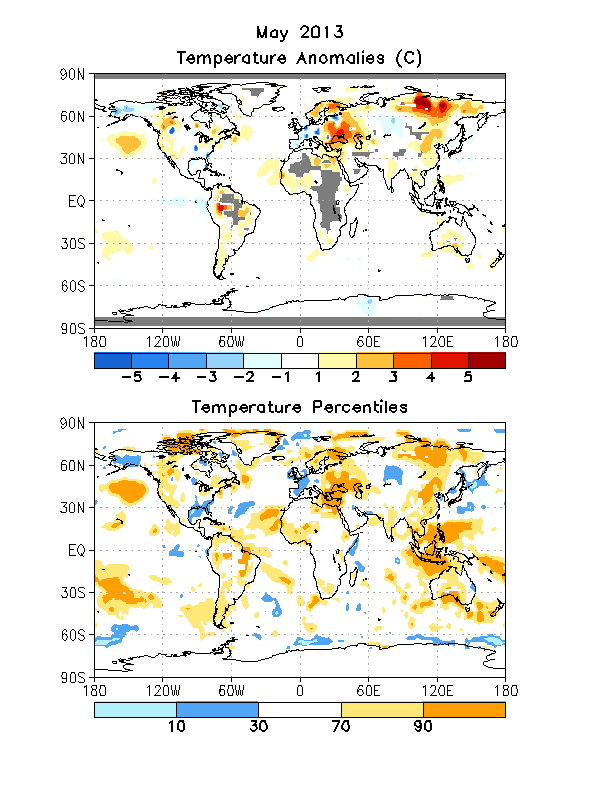 May 2013
Temperature Anomalies (C)
90N
60N
30N
EQ
30S
60S
90S
180 120W 60W 0 60E 120E 180
−5 −4 −3 −2 −1 1 2 3 4 5
Temperature Percentiles
90N
60N
30N
EQ
30S
60S
90S
180 120W 60W 0 60E 120E 180
10 30 70 90